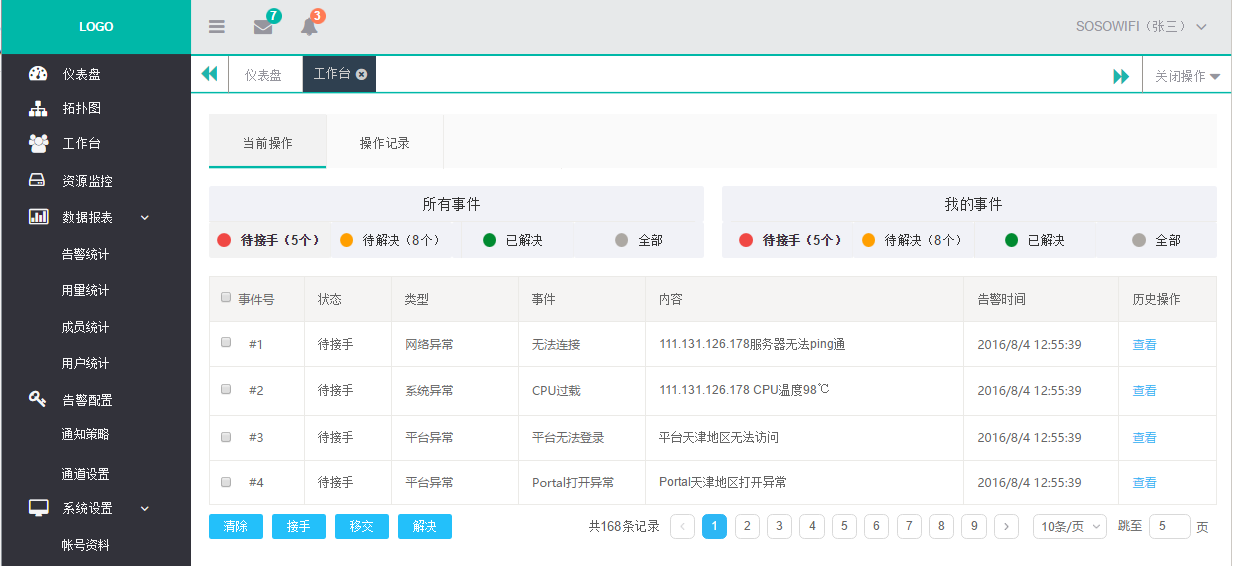 LOGO
7
3
SOSOWIFI（张三）
仪表盘
拓扑图
工作台
资源监控
数据报表
告警统计
用量统计
成员统计
用户统计
告警配置
通知策略
通道设置
系统设置
帐号资料
仪表盘 工作台 关闭操作
当前操作 操作记录
所有事件
待接手（5个） 待解决（8个） 已解决 全部
我的事件
待接手（5个） 待解决（8个） 已解决 全部
事件号 状态 类型 事件 内容 告警时间 历史操作
#1 待接手 网络异常 无法连接 111.131.126.178服务器无法ping通 2016/8/4 12:55:39 查看
#2 待接手 系统异常 CPU过载 111.131.126.178 CPU温度98℃ 2016/8/4 12:55:39 查看
#3 待接手 平台异常 平台无法登录 平台天津地区无法访问 2016/8/4 12:55:39 查看
#4 待接手 平台异常 Portal打开异常 Portal天津地区打开异常 2016/8/4 12:55:39 查看
清除 接手 移交 解决 共168条记录 ‹ 1 2 3 4 5 6 7 8 9 › 10条/页 跳至 5 页